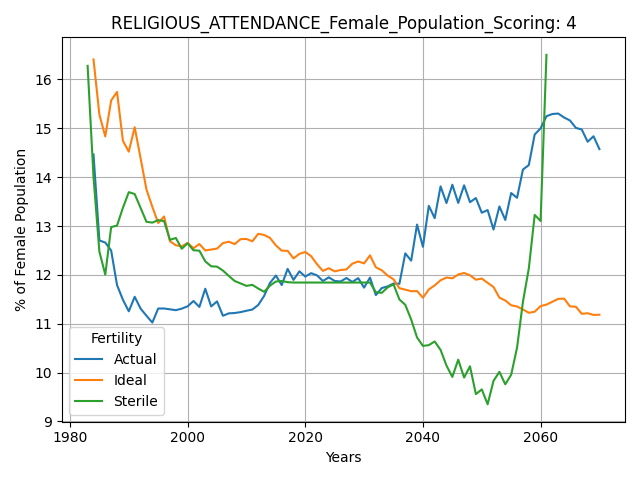 RELIGIOUS_ATTENDANCE_Female_Population_Scoring: 4
% of Female Population
16
15
14
13
12
11
10
9
Fertility
Actual
Ideal
Sterile
1980 2000 2020 2040 2060
Years